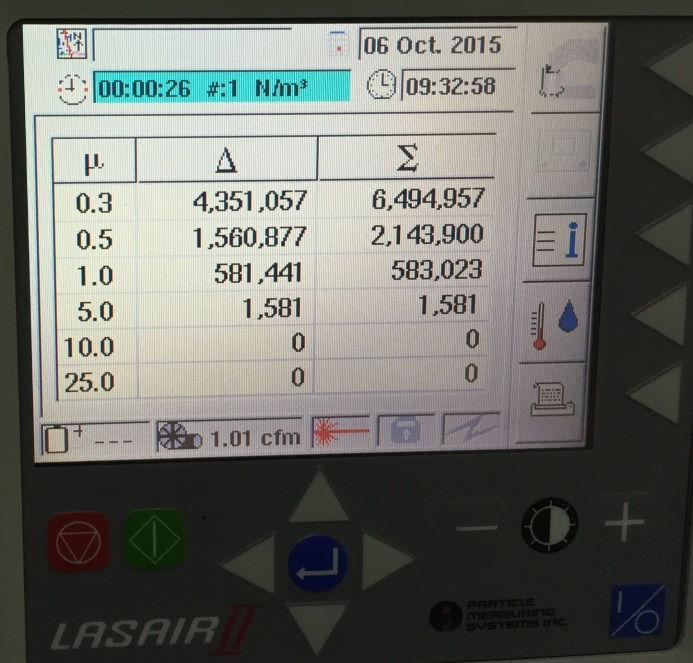 06 Oct. 2015
00:00:26 #:1 N/m³
09:32:58
μ Δ Σ
0.3 4,351,057 6,494,957
0.5 1,560,877 2,143,900
1.0 581,441 583,023
5.0 1,581 1,581
10.0 0 0
25.0 0 0
+ --- 1.01 cfm
LASAIR II
PARTICLE
MEASURING
SYSTEMS INC.